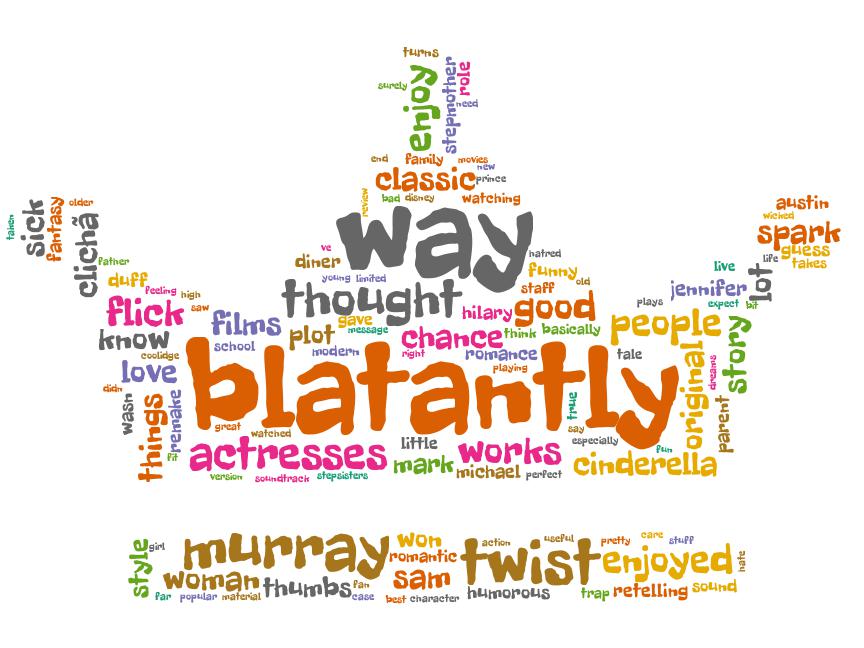 turns
surely
enjoy
stepmother
role
need
end
family
movies
new
classic
prince
review
bad
disney
watching
taken
sick
fantasy
older
clichã
father
austin
wicked
spark
guess
takes
life
lot
way
ve
diner
hatred
funny
old
young
limited
staff
live
jennifer
expect
bit
duff
feeling
high
saw
flick
films
thought
hilary
good
plays
people
story
know
school
plot
gave
message
chance
think
basically
modern
right
romance
tale
playing
coolidge
love
didn
wasn
things
remake
fit
blatantly
true
original
dreams
parent
great
watched
say
especially
fun
actresses
little
works
mark
michael
perfect
cinderella
version
soundtrack
stepsisters
style
girl
murray
won
romantic
action
useful
pretty
care
stuff
twist
enjoyed
hate
woman
thumbs
fan
sam
far
popular
material
case
best
character
humorous
trap
retelling
sound